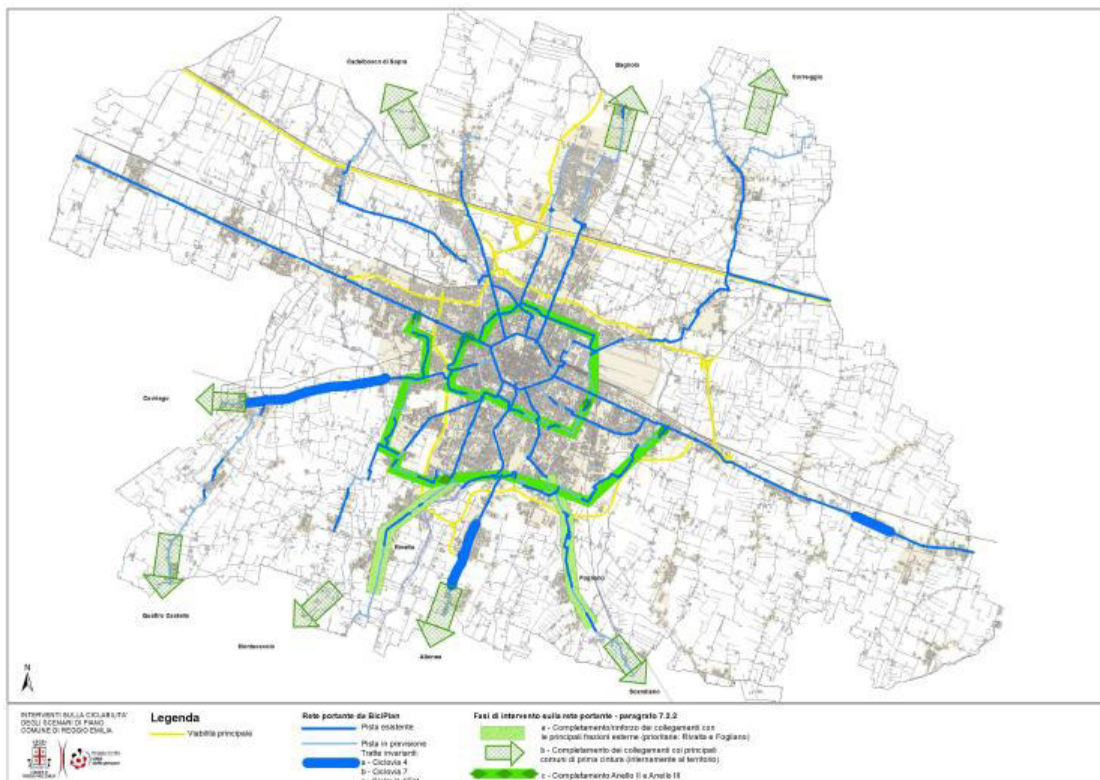 Cadelbosco di Sopra
Bagnolo
Correggio
Cavriago
Rivalta
Fogliano
Quattro Castella
Albinea
Scandiano
N
INTERVENTI SULLA CICLABILITA'
DEGLI SCENARI DI PIANO
COMUNE DI REGGIO EMILIA
Legenda
Viabilità principale
Rete portante da BiciPlan
Pista esistente
Pista in previsione
Tratte invarianti:
a - Ciclovia 4
b - Ciclovia 7
Fasi di intervento sulla rete portante - paragrafo 7.2.2
a - Completamento/rinforzo dei collegamenti con
le principali frazioni esterne (prioritarie: Rivalta e Fogliano)
b - Completamento dei collegamenti coi principali
comuni di prima cintura (internamente al territorio)
c - Completamento Anello II e Anello III